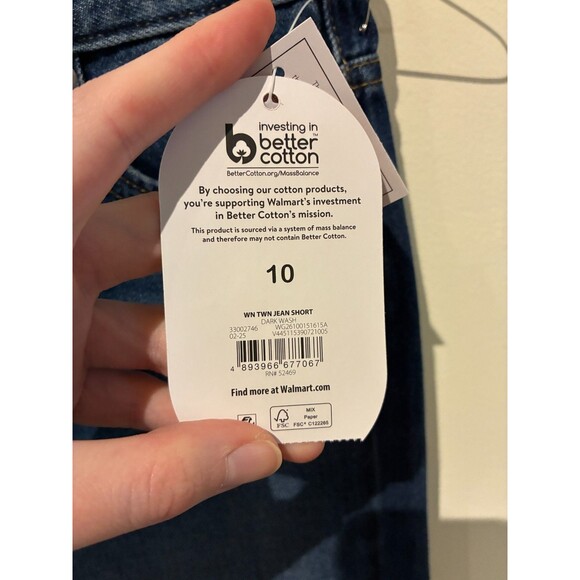 investing in
better
cotton™
BetterCotton.org/MassBalance
By choosing our cotton products,
you're supporting Walmart's investment
in Better Cotton's mission.
This product is sourced via a system of mass balance
and therefore may not contain Better Cotton.
10
WN TWN JEAN SHORT
DARK WASH
33002746 WG26100151615A
02-25 V445115390721005
4 893966 677067
RN# 52469
Find more at Walmart.com
FSC
MIX
Paper
FSC® C122265